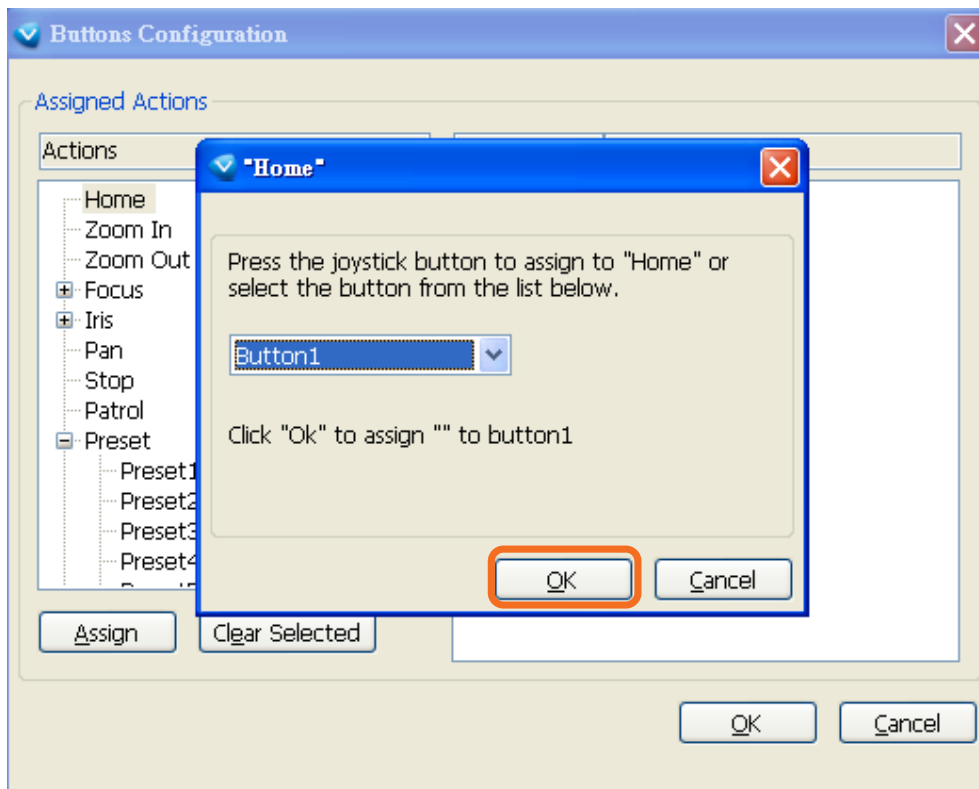 Buttons Configuration
Assigned Actions
Actions
Home
Zoom In
Zoom Out
Focus
Iris
Pan
Stop
Patrol
Preset
Preset1
Preset2
Preset3
Preset4
"Home"
Press the joystick button to assign to "Home" or
select the button from the list below.
Button1
Click "Ok" to assign "" to button1
OK
Cancel
Assign
Clear Selected
OK
Cancel